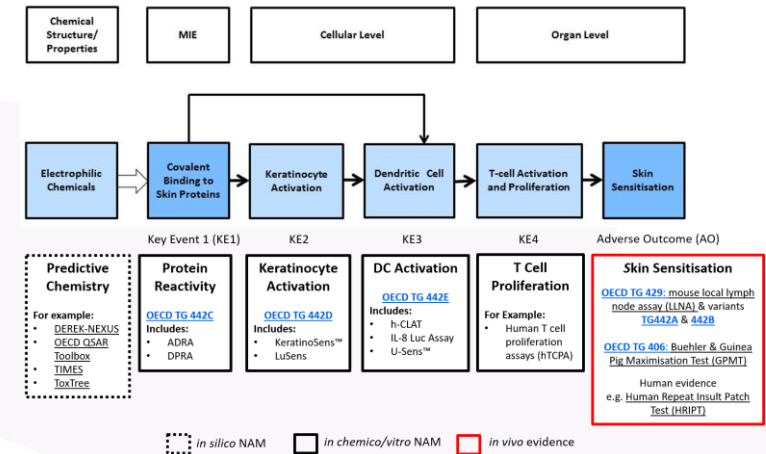 Chemical
Structure/
Properties
MIE
Cellular Level
Organ Level
Electrophilic
Chemicals
Covalent
Binding to
Skin Proteins
Keratinocyte
Activation
Dendritic Cell
Activation
T-cell Activation
and Proliferation
Skin
Sensitisation
Key Event 1 (KE1)
KE2
KE3
KE4
Adverse Outcome (AO)
Predictive
Chemistry
For example:
• DEREK-NEXUS
• OECD QSAR
Toolbox
• TIMES
• ToxTree
Protein
Reactivity
OECD TG 442C
Includes:
• ADRA
• DPRA
Keratinocyte
Activation
OECD TG 442D
Includes:
• KeratinoSens™
• LuSens
DC Activation
OECD TG 442E
Includes:
• h-CLAT
• IL-8 Luc Assay
• U-Sens™
T Cell
Proliferation
For Example:
• Human T cell
proliferation
assays (hTCPA)
Skin Sensitisation
OECD TG 429: mouse local lymph
node assay (LLNA) & variants
TG442A & 442B
OECD TG 406: Buehler & Guinea
Pig Maximisation Test (GPMT)
Human evidence
e.g. Human Repeat Insult Patch
Test (HRIPT)
in silico NAM
in chemico/vitro NAM
in vivo evidence